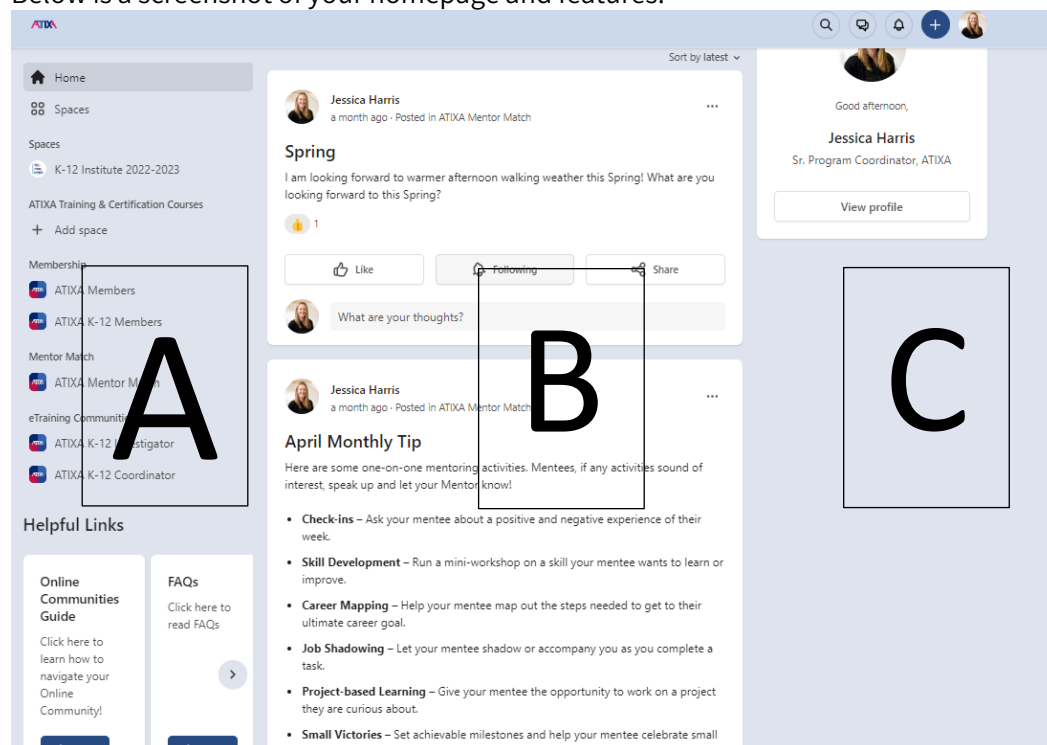 Below is a screenshot of your homepage and features:
ATIXA
Sort by latest
Home
Spaces
Spaces
K-12 Institute 2022-2023
ATIXA Training & Certification Courses
+ Add space
Membership
ATIXA Members
ATIXA K-12 Members
Mentor Match
ATIXA Mentor Match
eTraining Communities
ATIXA K-12 Investigator
ATIXA K-12 Coordinator
Helpful Links
Online
Communities
Guide
Click here to
learn how to
navigate your
Online
Community!
FAQs
Click here to
read FAQs
A
Jessica Harris
a month ago · Posted in ATIXA Mentor Match
Spring
I am looking forward to warmer afternoon walking weather this Spring! What are you
looking forward to this Spring?
1
Like
Following
Share
What are your thoughts?
Jessica Harris
a month ago · Posted in ATIXA Mentor Match
April Monthly Tip
Here are some one-on-one mentoring activities. Mentees, if any activities sound of
interest, speak up and let your Mentor know!
• Check-ins – Ask your mentee about a positive and negative experience of their
week.
• Skill Development – Run a mini-workshop on a skill your mentee wants to learn or
improve.
• Career Mapping – Help your mentee map out the steps needed to get to their
ultimate career goal.
• Job Shadowing – Let your mentee shadow or accompany you as you complete a
task.
• Project-based Learning – Give your mentee the opportunity to work on a project
they are curious about.
• Small Victories – Set achievable milestones and help your mentee celebrate small
B
Good afternoon,
Jessica Harris
Sr. Program Coordinator, ATIXA
View profile
C